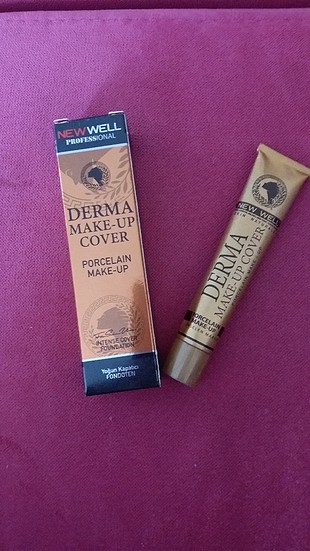 NEW WELL
PROFESSIONAL
DERMA
MAKE-UP
COVER
PORCELAIN
MAKE-UP
INTENSE COVER
FOUNDATION
Yoğun Kapatıcı
FONDÖTEN
NEW WELL
DERMA
MAKE-UP COVER
PORCELAIN
MAKE-UP